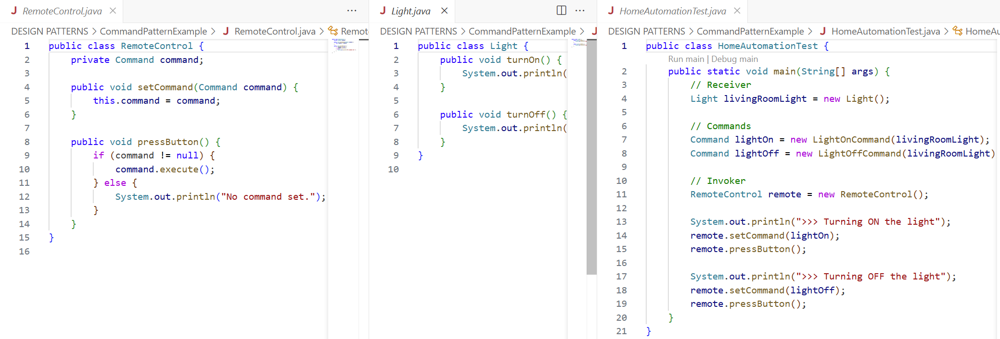 RemoteControl.java
DESIGN PATTERNS > CommandPatternExample > J RemoteControl.java > Remot
1 public class RemoteControl {
2 private Command command;
3
4 public void setCommand(Command command) {
5 this.command = command;
6 }
7
8 public void pressButton() {
9 if (command != null) {
10 command.execute();
11 } else {
12 System.out.println("No command set.");
13 }
14 }
15 }
16
Light.java
DESIGN PATTERNS > CommandPatternExample > J
1 public class Light {
2 public void turnOn() {
3 System.out.println(
4 }
5
6 public void turnOff() {
7 System.out.println(
8 }
9 }
10
HomeAutomationTest.java
DESIGN PATTERNS > CommandPatternExample > J HomeAutomationTest.java > HomeAu
1 public class HomeAutomationTest {
Run main | Debug main
2 public static void main(String[] args) {
3 // Receiver
4 Light livingRoomLight = new Light();
5
6 // Commands
7 Command lightOn = new LightOnCommand(livingRoomLight);
8 Command lightOff = new LightOffCommand(livingRoomLight)
9
10 // Invoker
11 RemoteControl remote = new RemoteControl();
12
13 System.out.println(">>> Turning ON the light");
14 remote.setCommand(lightOn);
15 remote.pressButton();
16
17 System.out.println(">>> Turning OFF the light");
18 remote.setCommand(lightOff);
19 remote.pressButton();
20 }
21 }